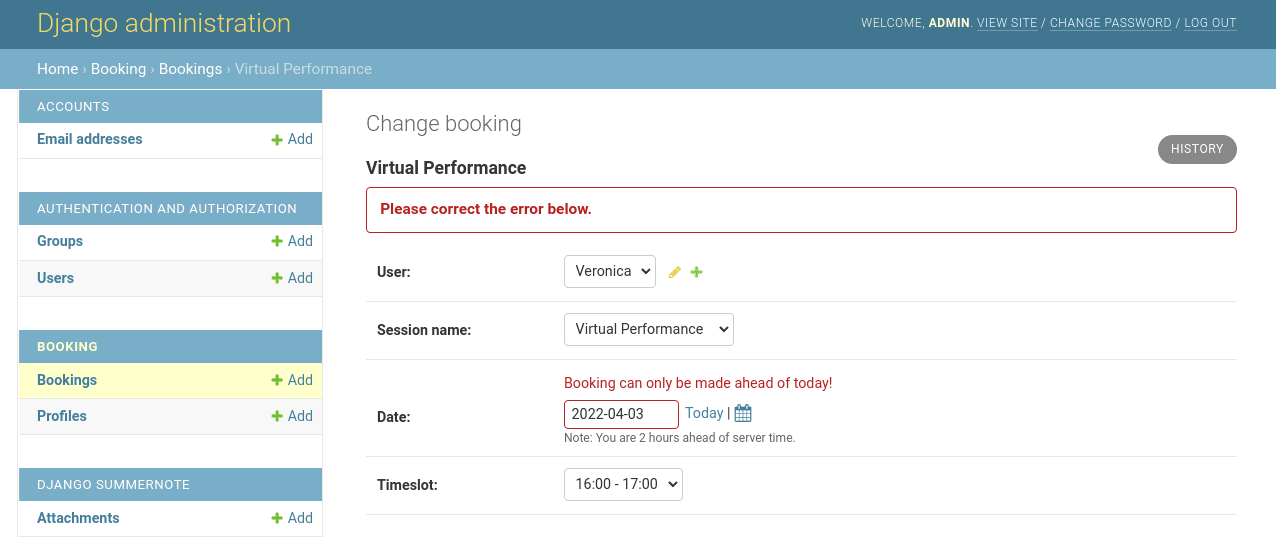 Django administration
WELCOME, ADMIN. VIEW SITE / CHANGE PASSWORD / LOG OUT
Home › Booking › Bookings › Virtual Performance
ACCOUNTS
Email addresses Add
AUTHENTICATION AND AUTHORIZATION
Groups Add
Users Add
BOOKING
Bookings Add
Profiles Add
DJANGO SUMMERNOTE
Attachments Add
Change booking
HISTORY
Virtual Performance
Please correct the error below.
User: Veronica
Session name: Virtual Performance
Booking can only be made ahead of today!
Date: 2022-04-03 Today |
Note: You are 2 hours ahead of server time.
Timeslot: 16:00 - 17:00